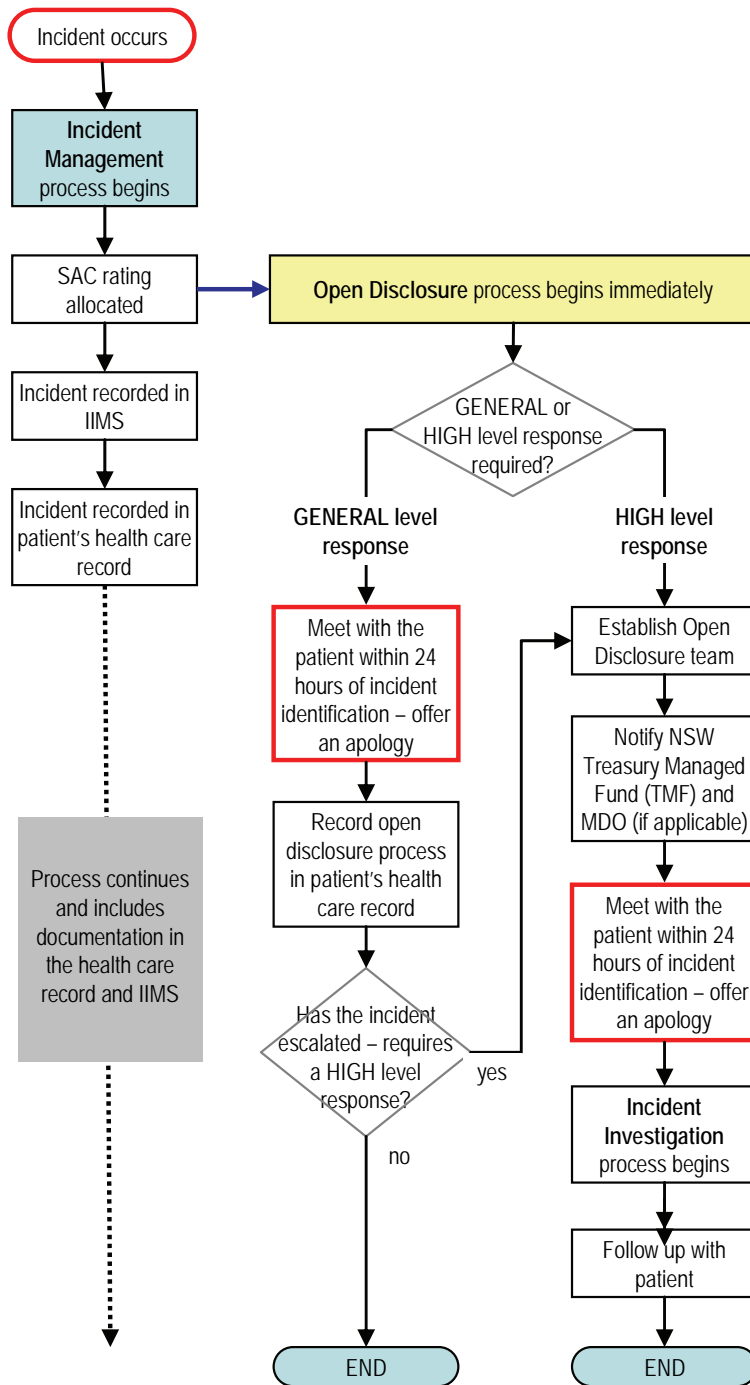 Incident occurs
Incident
Management
process begins
SAC rating
allocated
Incident recorded in
IIMS
Incident recorded in
patient's health care
record
Process continues
and includes
documentation in
the health care
record and IIMS
Open Disclosure process begins immediately
GENERAL or
HIGH level response
required?
GENERAL level
response
HIGH level
response
Meet with the
patient within 24
hours of incident
identification – offer
an apology
Record open
disclosure process
in patient's health
care record
Has the incident
escalated – requires
a HIGH level
response?
yes
no
END
Establish Open
Disclosure team
Notify NSW
Treasury Managed
Fund (TMF) and
MDO (if applicable)
Meet with the
patient within 24
hours of incident
identification – offer
an apology
Incident
Investigation
process begins
Follow up with
patient
END